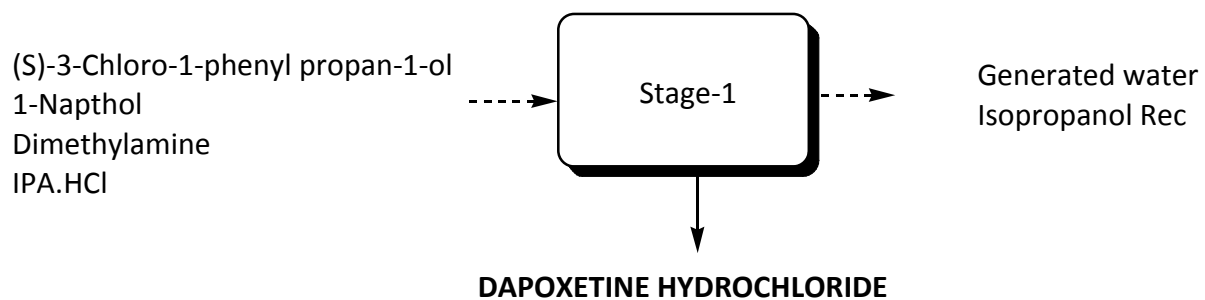 (S)-3-Chloro-1-phenyl propan-1-ol
1-Napthol
Dimethylamine
IPA.HCl
Stage-1
Generated water
Isopropanol Rec
DAPOXETINE HYDROCHLORIDE